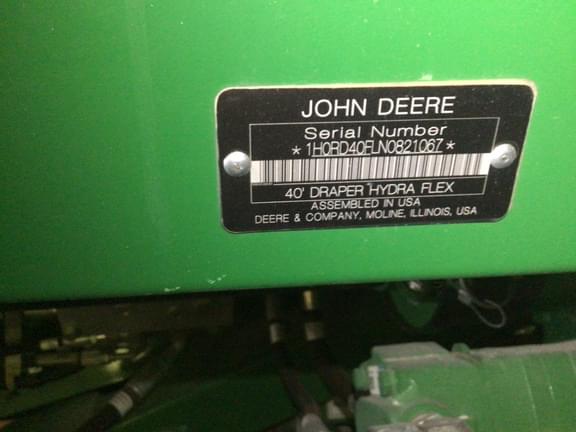 JOHN DEERE
Serial Number
*1H0RD40FLN0821067*
40' DRAPER HYDRA FLEX
ASSEMBLED IN USA
DEERE & COMPANY, MOLINE, ILLINOIS, USA